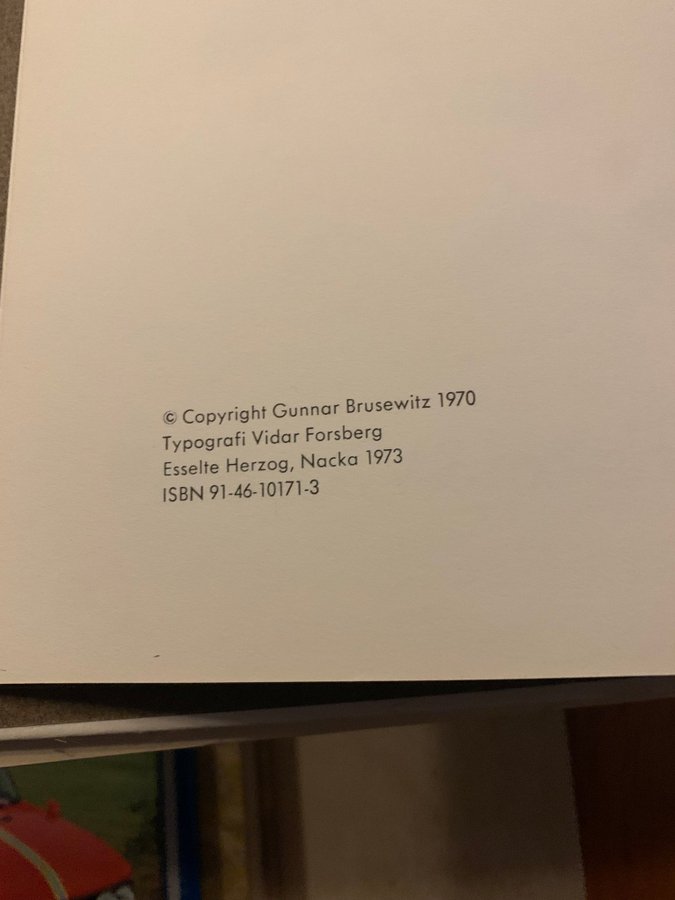 © Copyright Gunnar Brusewitz 1970
Typografi Vidar Forsberg
Esselte Herzog, Nacka 1973
ISBN 91-46-10171-3